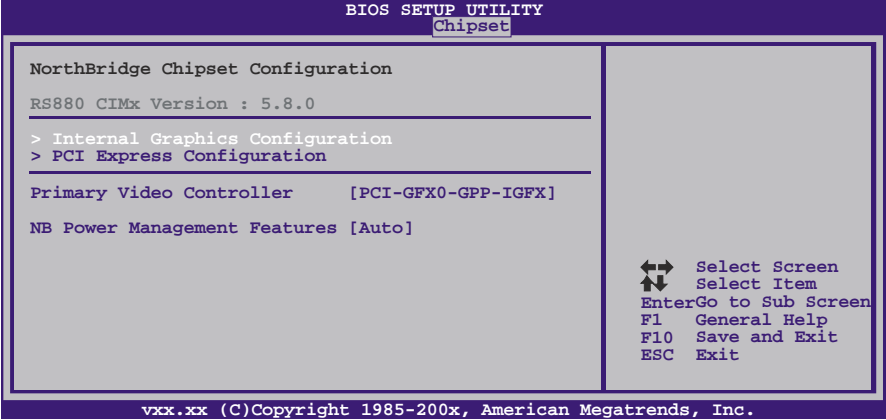 BIOS SETUP UTILITY
Chipset
NorthBridge Chipset Configuration
RS880 CIMx Version : 5.8.0
> Internal Graphics Configuration
> PCI Express Configuration
Primary Video Controller [PCI-GFX0-GPP-IGFX]
NB Power Management Features [Auto]
Select Screen
Select Item
EnterGo to Sub Screen
F1 General Help
F10 Save and Exit
ESC Exit
vxx.xx (C)Copyright 1985-200x, American Megatrends, Inc.